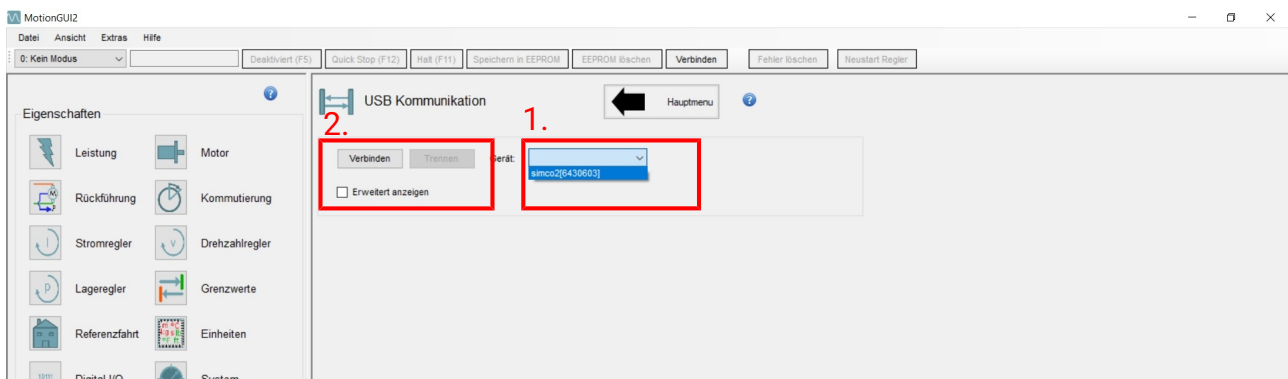 MotionGUI2
Datei Ansicht Extras Hilfe
0: Kein Modus Deaktiviert (F5) Quick Stop (F12) Halt (F11) Speichern in EEPROM EEPROM löschen Verbinden Fehler löschen Neustart Regler
USB Kommunikation
Hauptmenu
Eigenschaften
2.
1.
Verbinden Trennen Gerät:
simco2[6430603]
Erweitert anzeigen
Leistung Motor
Rückführung Kommutierung
Stromregler Drehzahlregler
Lageregler Grenzwerte
Referenzfahrt Einheiten
Digital I/O System